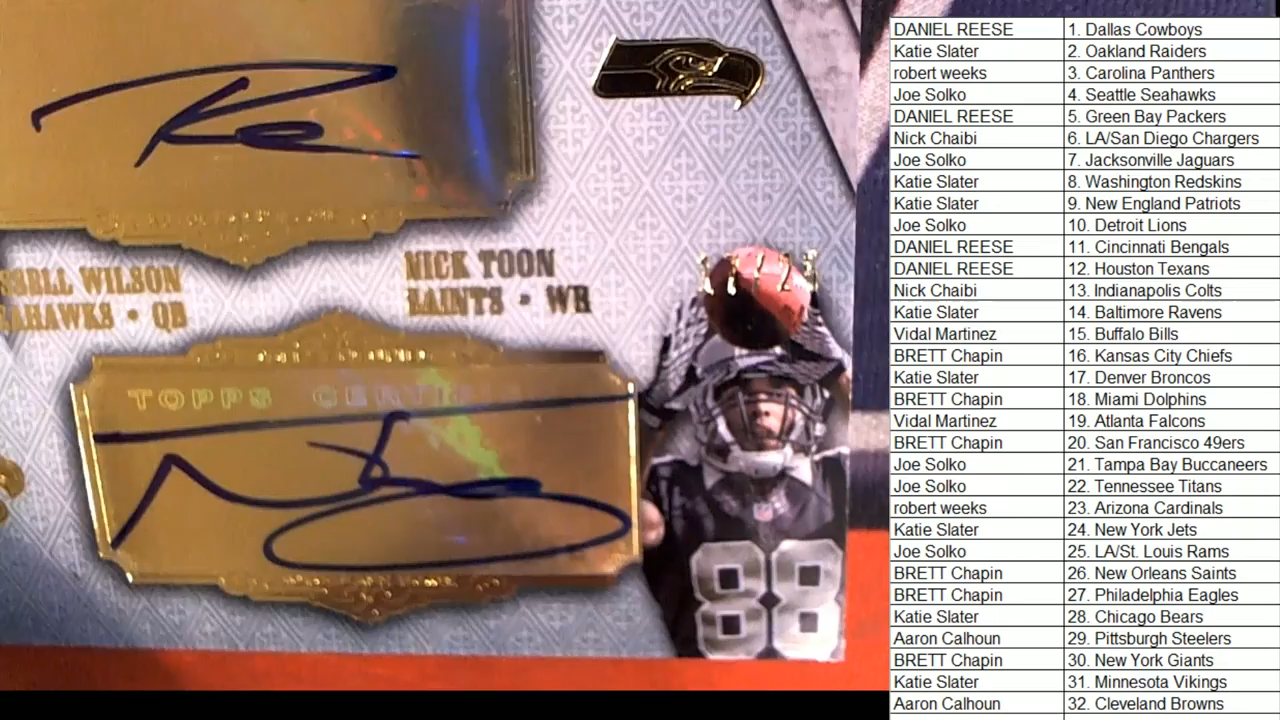 SSELL WILSON
AHAWKS • QB
NICK TOON
SAINTS • WR
TOPPS CERTI
88
DANIEL REESE 1. Dallas Cowboys
Katie Slater 2. Oakland Raiders
robert weeks 3. Carolina Panthers
Joe Solko 4. Seattle Seahawks
DANIEL REESE 5. Green Bay Packers
Nick Chaibi 6. LA/San Diego Chargers
Joe Solko 7. Jacksonville Jaguars
Katie Slater 8. Washington Redskins
Katie Slater 9. New England Patriots
Joe Solko 10. Detroit Lions
DANIEL REESE 11. Cincinnati Bengals
DANIEL REESE 12. Houston Texans
Nick Chaibi 13. Indianapolis Colts
Katie Slater 14. Baltimore Ravens
Vidal Martinez 15. Buffalo Bills
BRETT Chapin 16. Kansas City Chiefs
Katie Slater 17. Denver Broncos
BRETT Chapin 18. Miami Dolphins
Vidal Martinez 19. Atlanta Falcons
BRETT Chapin 20. San Francisco 49ers
Joe Solko 21. Tampa Bay Buccaneers
Joe Solko 22. Tennessee Titans
robert weeks 23. Arizona Cardinals
Katie Slater 24. New York Jets
Joe Solko 25. LA/St. Louis Rams
BRETT Chapin 26. New Orleans Saints
BRETT Chapin 27. Philadelphia Eagles
Katie Slater 28. Chicago Bears
Aaron Calhoun 29. Pittsburgh Steelers
BRETT Chapin 30. New York Giants
Katie Slater 31. Minnesota Vikings
Aaron Calhoun 32. Cleveland Browns